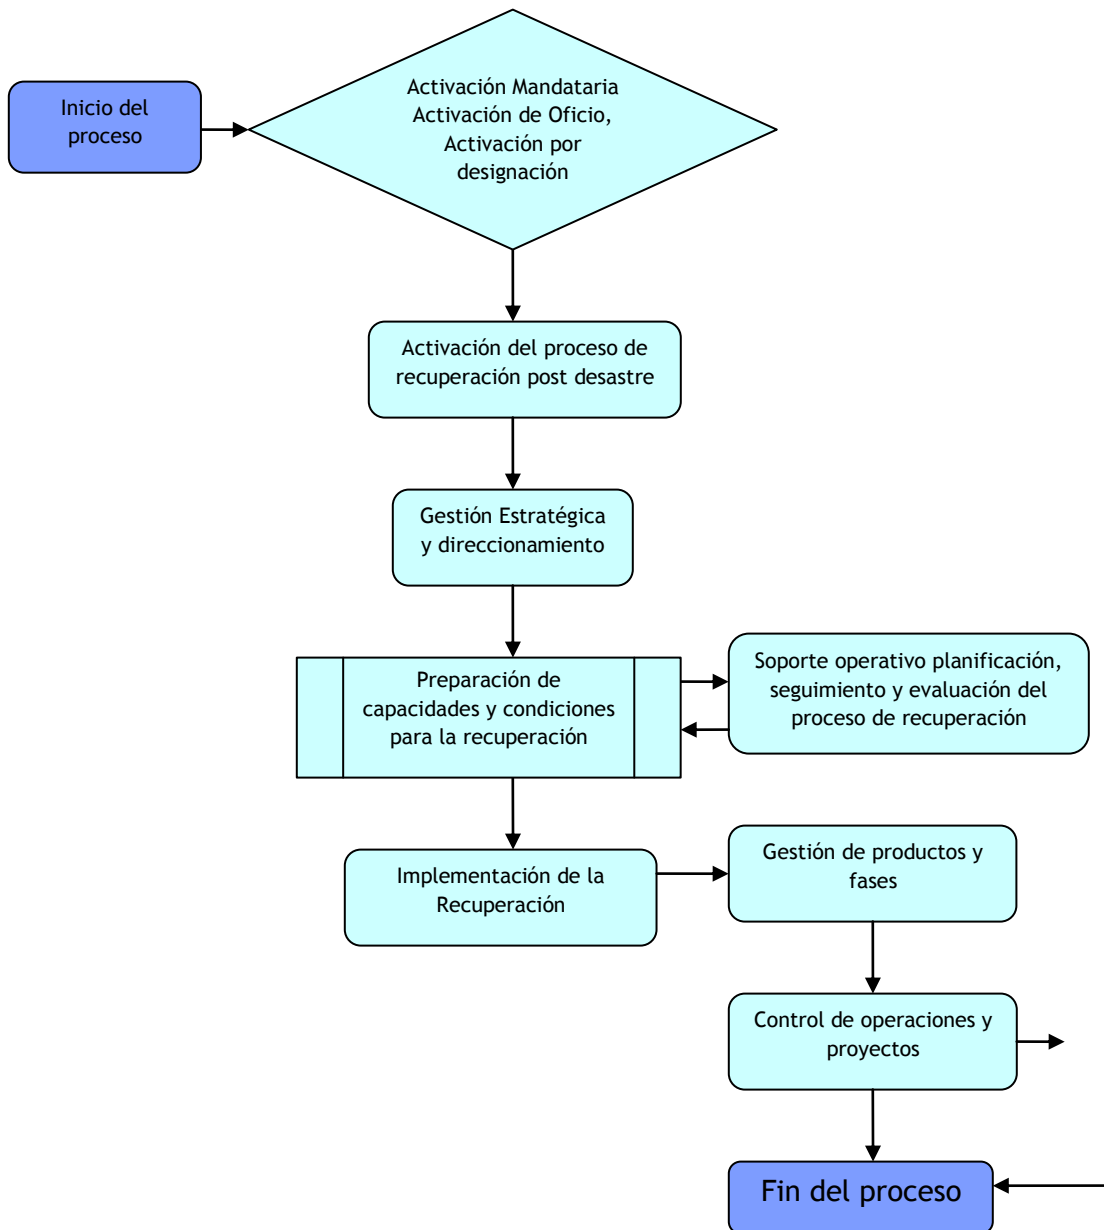 Inicio del
proceso
Activación Mandataria
Activación de Oficio,
Activación por
designación
Activación del proceso de
recuperación post desastre
Gestión Estratégica
y direccionamiento
Preparación de
capacidades y condiciones
para la recuperación
Soporte operativo planificación,
seguimiento y evaluación del
proceso de recuperación
Implementación de la
Recuperación
Gestión de productos y
fases
Control de operaciones y
proyectos
Fin del proceso